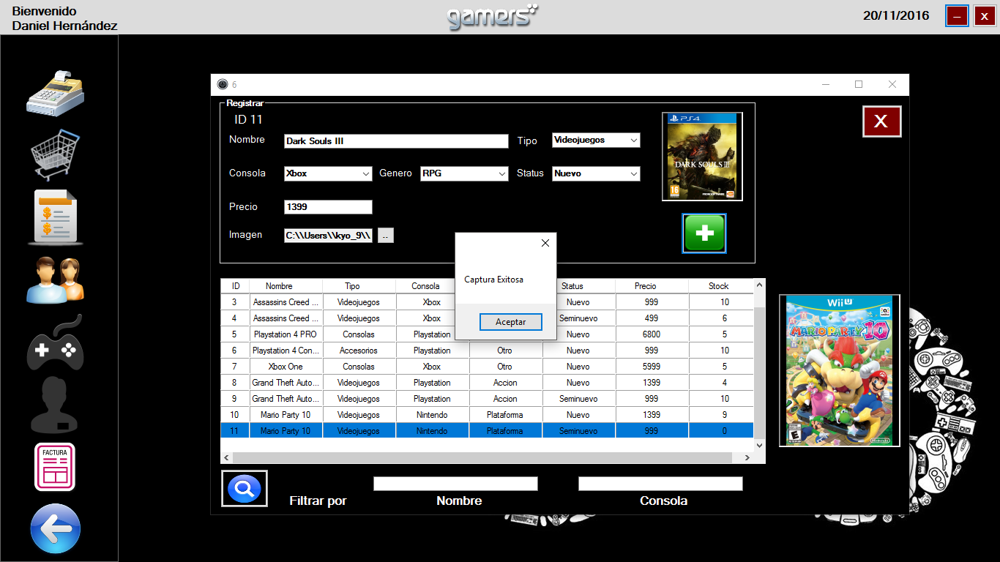 Bienvenido
Daniel Hernández
gamers
20/11/2016
X
6
Registrar
ID 11
Nombre Dark Souls III Tipo Videojuegos
Consola Xbox Genero RPG Status Nuevo
Precio 1399
Imagen C:\\Users\\kyo_9\\ ..
PS4
DARK SOULS III
16
FROM SOFTWARE
X
Captura Exitosa
Aceptar
ID Nombre Tipo Consola Status Precio Stock
3 Assassins Creed ... Videojuegos Xbox Nuevo 999 10
4 Assassins Creed ... Videojuegos Xbox Seminuevo 499 6
5 Playstation 4 PRO Consolas Playstation Nuevo 6800 5
6 Playstation 4 Con... Accesorios Playstation Otro Nuevo 999 10
7 Xbox One Consolas Xbox Otro Nuevo 5999 5
8 Grand Theft Auto... Videojuegos Playstation Accion Nuevo 1399 4
9 Grand Theft Auto... Videojuegos Playstation Accion Seminuevo 999 10
10 Mario Party 10 Videojuegos Nintendo Plataforma Nuevo 1399 9
11 Mario Party 10 Videojuegos Nintendo Plataforma Seminuevo 999 0
Wii U
MARIO PARTY 10
E
Nintendo
FACTURA
Filtrar por Nombre Consola